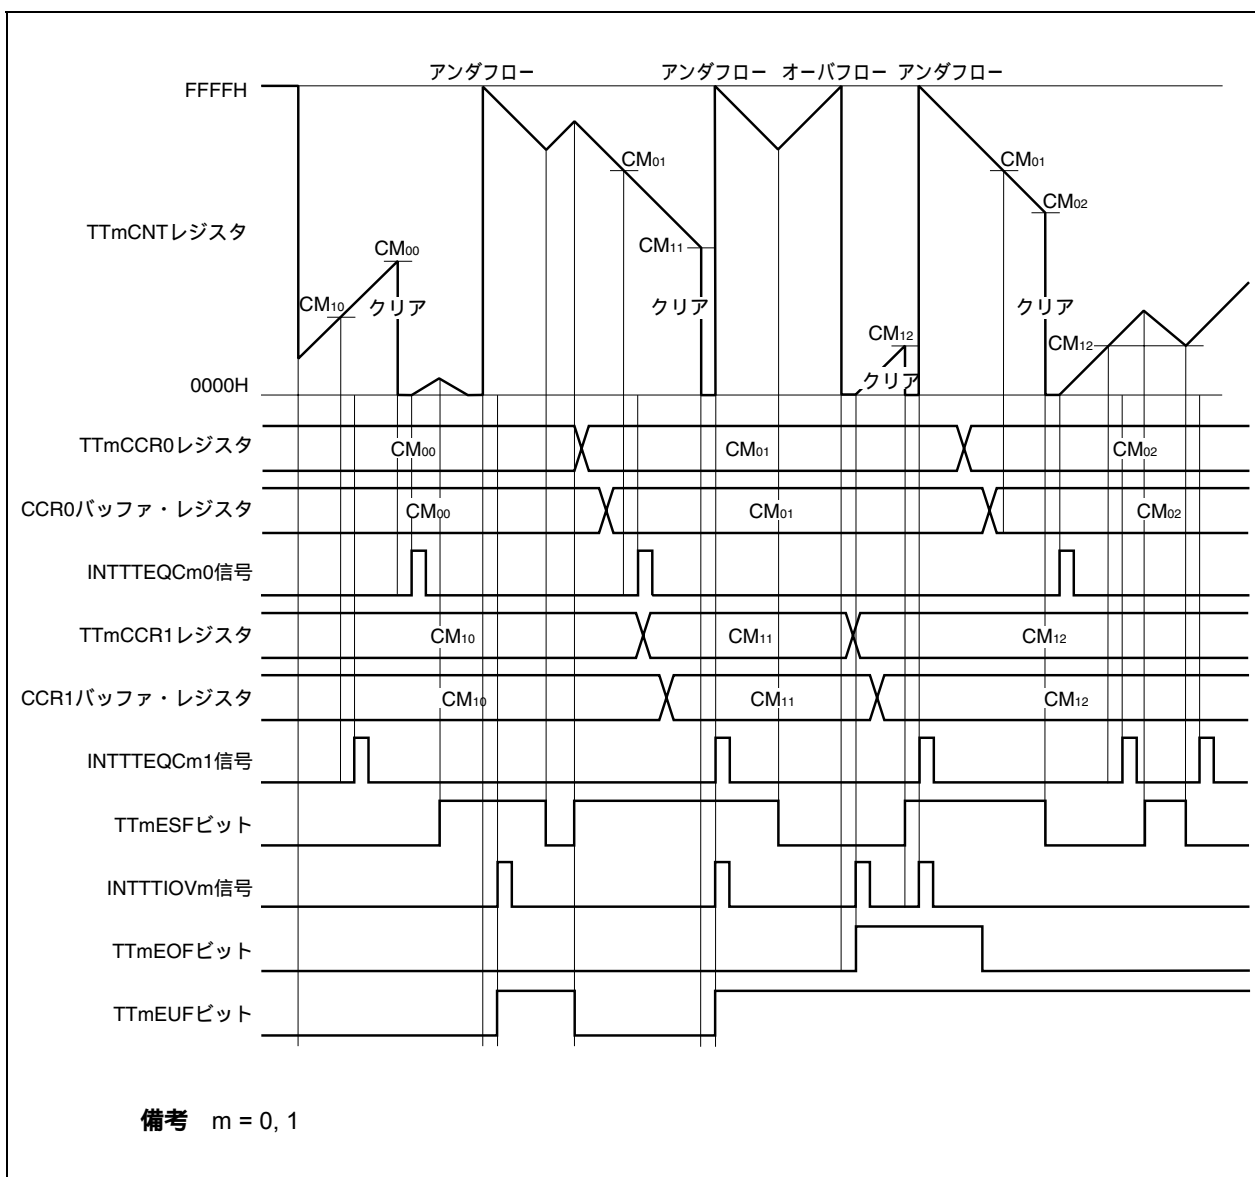 アンダフロー アンダフロー オーバフロー アンダフロー
FFFFH
CM01 CM01
CM02
TTmCNTレジスタ
CM00 CM11
CM10 クリア クリア クリア
CM12 CM12
クリア
0000H
TTmCCR0レジスタ CM00 CM01 CM02
CCR0バッファ・レジスタ CM00 CM01 CM02
INTTTEQCm0信号
TTmCCR1レジスタ CM10 CM11 CM12
CCR1バッファ・レジスタ CM10 CM11 CM12
INTTTEQCm1信号
TTmESFビット
INTTTIOVm信号
TTmEOFビット
TTmEUFビット
備考 m = 0, 1